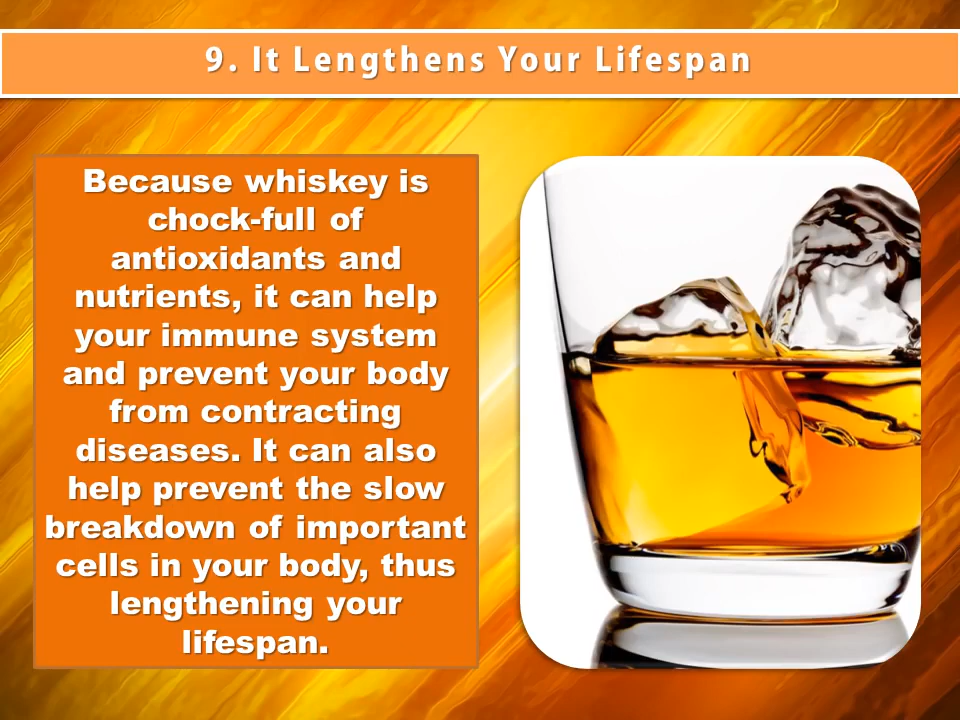 9. It Lengthens Your Lifespan
Because whiskey is
chock-full of
antioxidants and
nutrients, it can help
your immune system
and prevent your body
from contracting
diseases. It can also
help prevent the slow
breakdown of important
cells in your body, thus
lengthening your
lifespan.